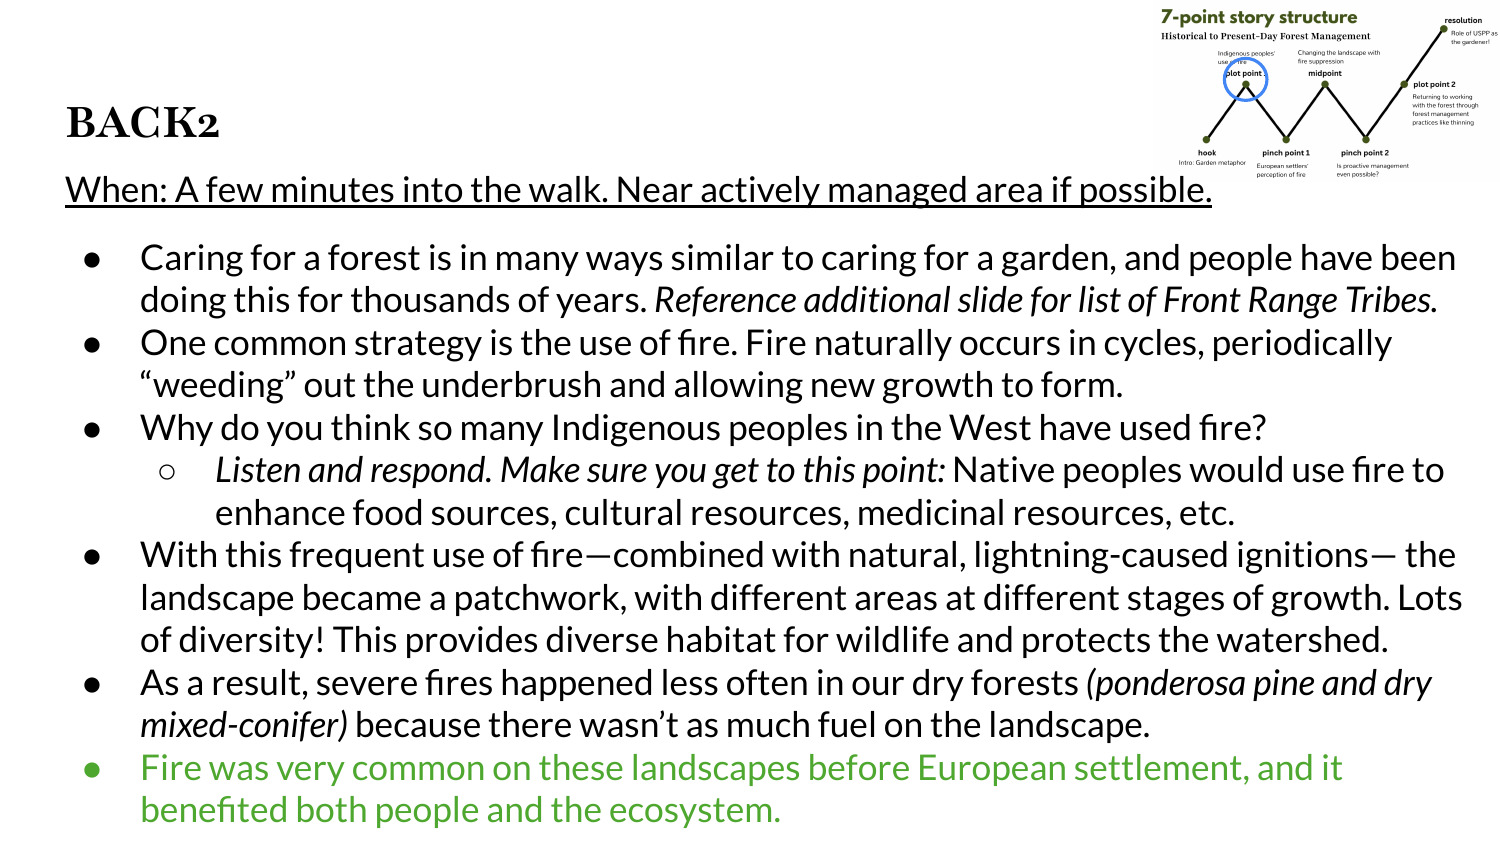 7-point story structure
Historical to Present-Day Forest Management
resolution
Role of USPP as
the gardener!
Indigenous peoples'
use of fire
plot point
Changing the landscape with
fire suppression
midpoint
plot point 2
Returning to working
with the forest through
forest management
practices like thinning
hook
Intro: Garden metaphor
pinch point 1
European settlers'
perception of fire
pinch point 2
Is proactive management
even possible?
BACK2
When: A few minutes into the walk. Near actively managed area if possible.
● Caring for a forest is in many ways similar to caring for a garden, and people have been
doing this for thousands of years. Reference additional slide for list of Front Range Tribes.
● One common strategy is the use of fire. Fire naturally occurs in cycles, periodically
“weeding” out the underbrush and allowing new growth to form.
● Why do you think so many Indigenous peoples in the West have used fire?
○ Listen and respond. Make sure you get to this point: Native peoples would use fire to
enhance food sources, cultural resources, medicinal resources, etc.
● With this frequent use of fire—combined with natural, lightning-caused ignitions— the
landscape became a patchwork, with different areas at different stages of growth. Lots
of diversity! This provides diverse habitat for wildlife and protects the watershed.
● As a result, severe fires happened less often in our dry forests (ponderosa pine and dry
mixed-conifer) because there wasn’t as much fuel on the landscape.
● Fire was very common on these landscapes before European settlement, and it
benefited both people and the ecosystem.